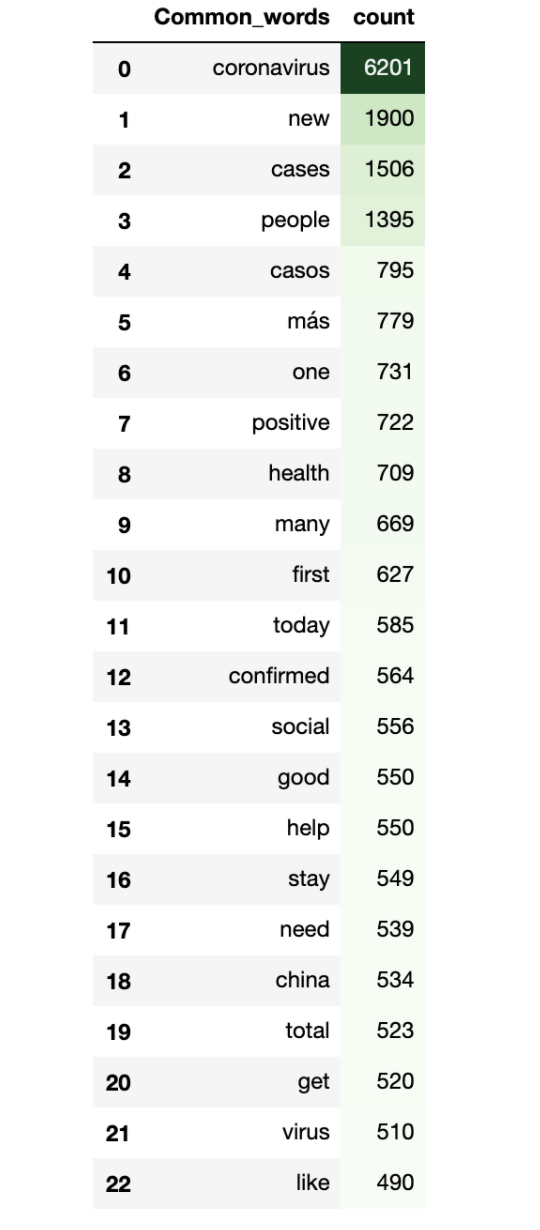 Common_words count
0 coronavirus 6201
1 new 1900
2 cases 1506
3 people 1395
4 casos 795
5 más 779
6 one 731
7 positive 722
8 health 709
9 many 669
10 first 627
11 today 585
12 confirmed 564
13 social 556
14 good 550
15 help 550
16 stay 549
17 need 539
18 china 534
19 total 523
20 get 520
21 virus 510
22 like 490